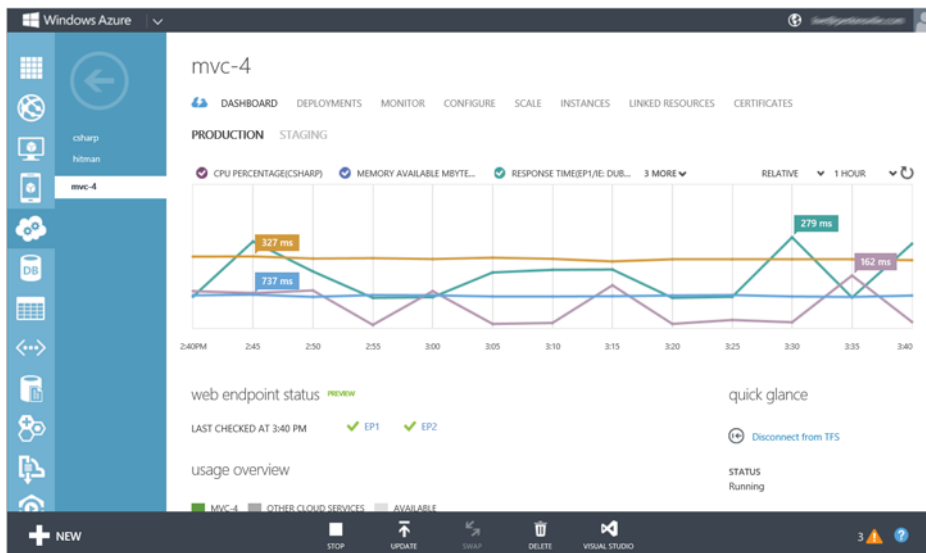 Windows Azure
mvc-4
csharp
hitman
mvc-4
DASHBOARD DEPLOYMENTS MONITOR CONFIGURE SCALE INSTANCES LINKED RESOURCES CERTIFICATES
PRODUCTION STAGING
CPU PERCENTAGE(CSHARP) MEMORY AVAILABLE MBYTE... RESPONSE TIME(EP1/IE: DUB... 3 MORE RELATIVE 1 HOUR
327 ms
279 ms
737 ms
162 ms
2:40PM 2:45 2:50 2:55 3:00 3:05 3:10 3:15 3:20 3:25 3:30 3:35 3:40
web endpoint status PREVIEW
LAST CHECKED AT 3:40 PM EP1 EP2
usage overview
MVC-4 OTHER CLOUD SERVICES AVAILABLE
quick glance
Disconnect from TFS
STATUS
Running
DB
NEW
STOP UPDATE SWAP DELETE VISUAL STUDIO
3 ?